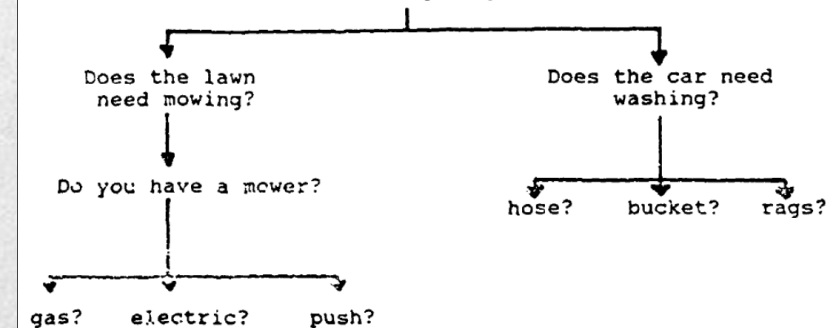 Does the lawn
need mowing?
Does the car need
washing?
Do you have a mower?
hose? bucket? rags?
gas? electric? push?